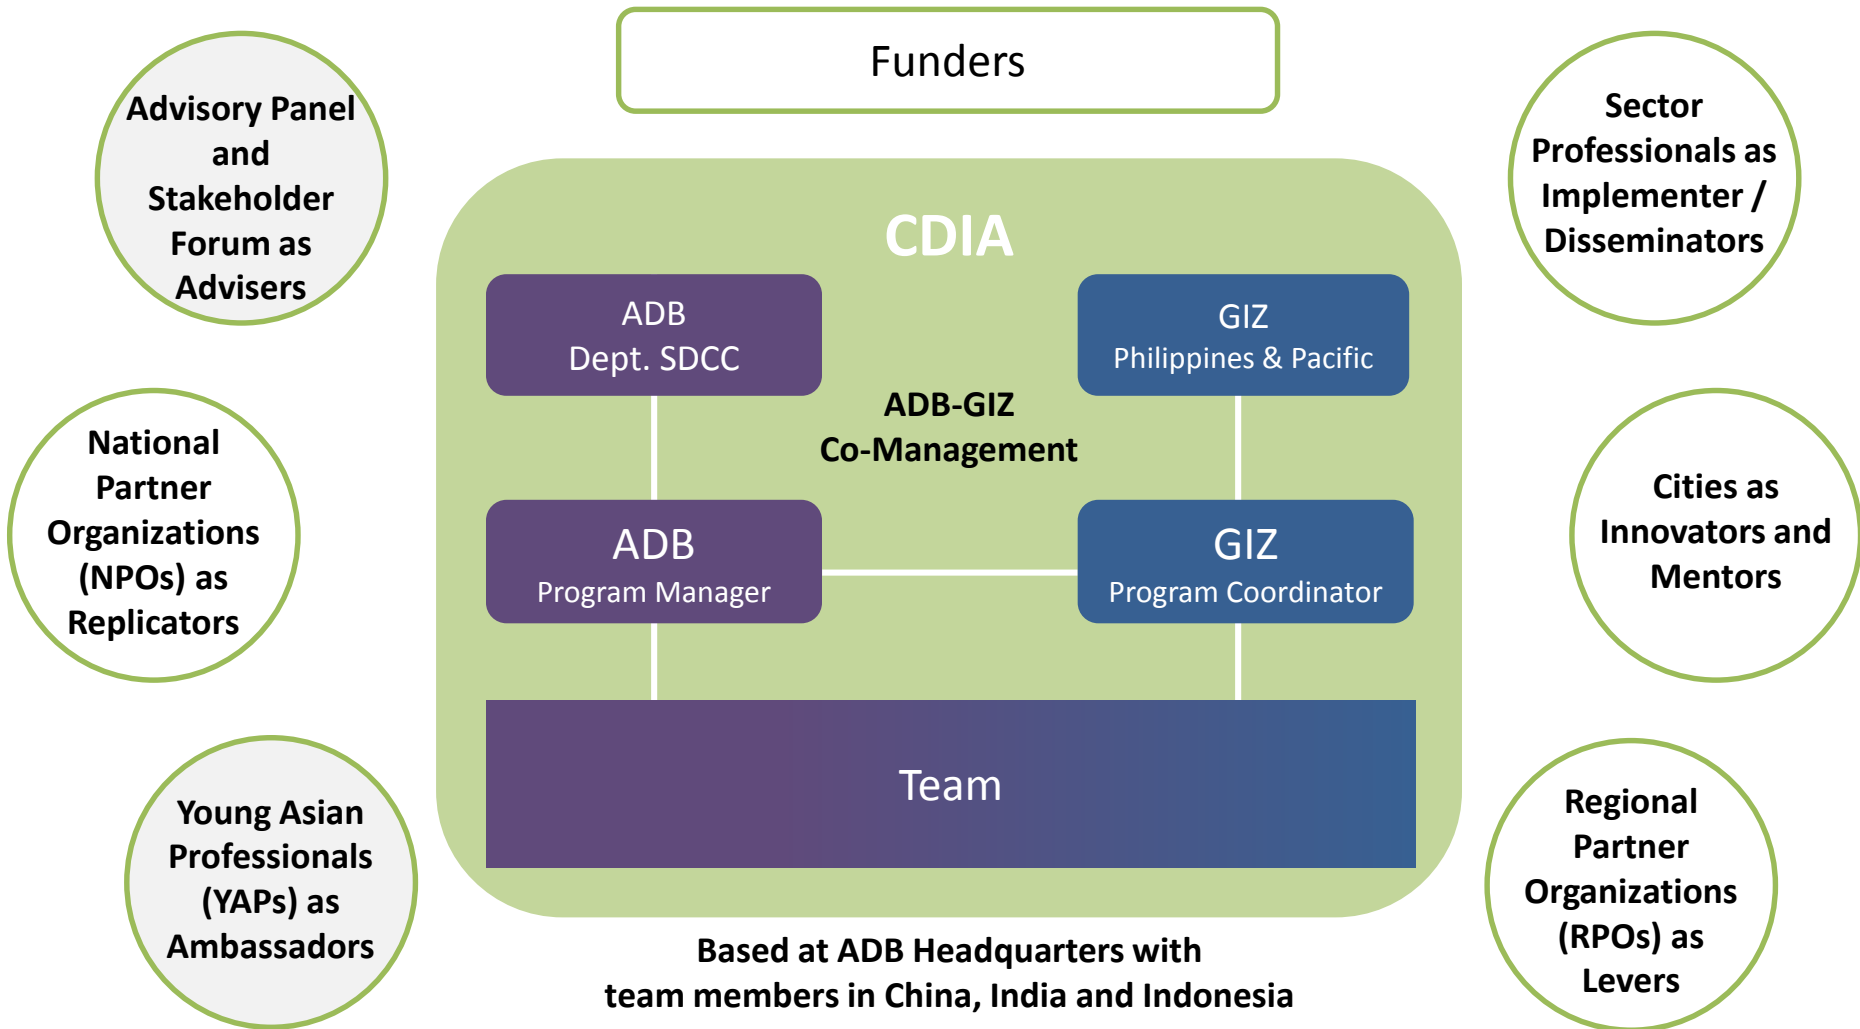 Funders
Advisory Panel
and
Stakeholder
Forum as
Advisers
National
Partner
Organizations
(NPOs) as
Replicators
Young Asian
Professionals
(YAPs) as
Ambassadors
CDIA
ADB
Dept. SDCC
GIZ
Philippines & Pacific
ADB-GIZ
Co-Management
ADB
Program Manager
GIZ
Program Coordinator
Team
Based at ADB Headquarters with
team members in China, India and Indonesia
Sector
Professionals as
Implementer /
Disseminators
Cities as
Innovators and
Mentors
Regional
Partner
Organizations
(RPOs) as
Levers